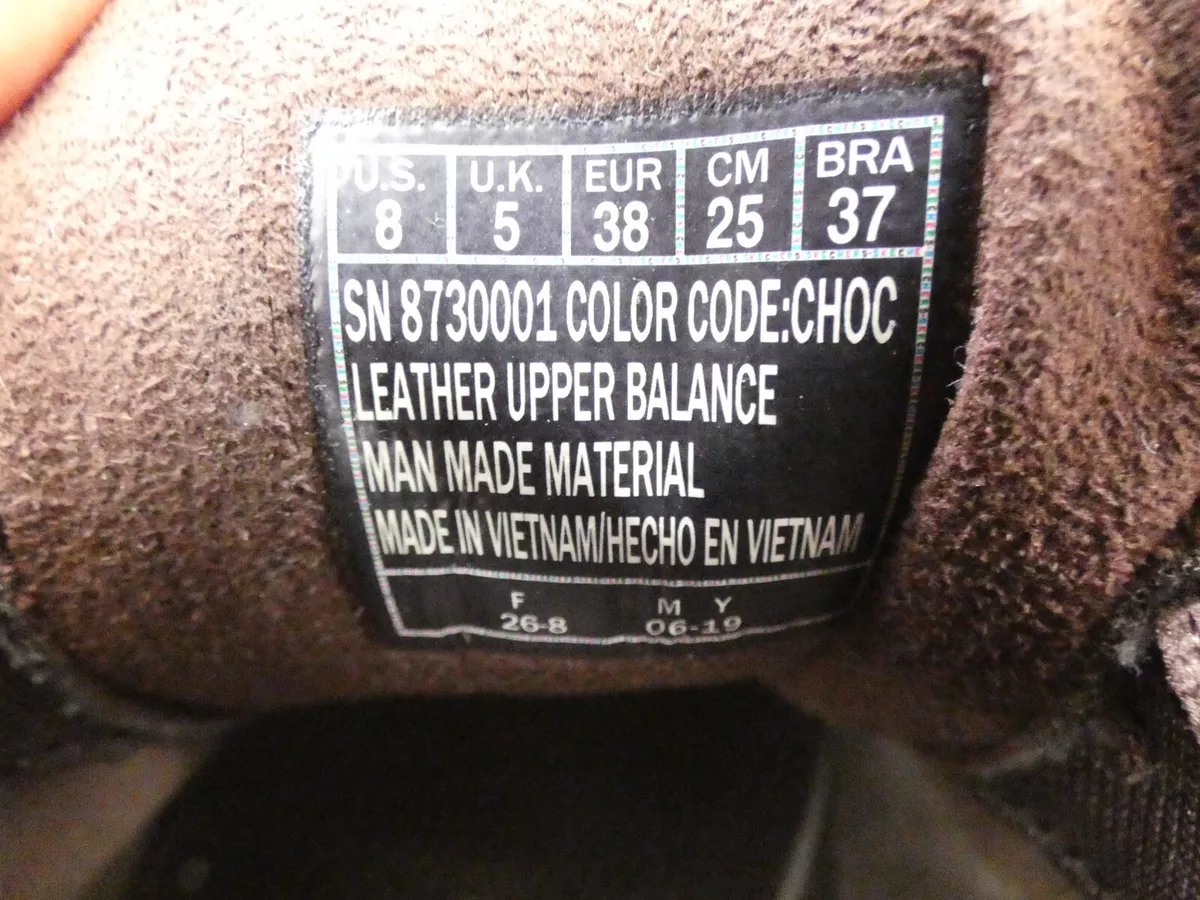 U.S. U.K. EUR CM BRA
8 5 38 25 37
SN 8730001 COLOR CODE:CHOC
LEATHER UPPER BALANCE
MAN MADE MATERIAL
MADE IN VIETNAM/HECHO EN VIETNAM
F M Y
26-8 06-19